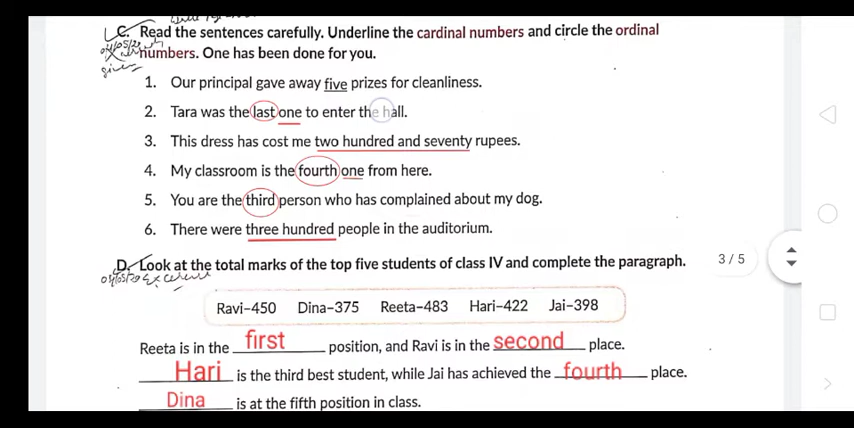 C. Read the sentences carefully. Underline the cardinal numbers and circle the ordinal
numbers. One has been done for you.
given
1. Our principal gave away five prizes for cleanliness.
2. Tara was the last one to enter the hall.
3. This dress has cost me two hundred and seventy rupees.
4. My classroom is the fourth one from here.
5. You are the third person who has complained about my dog.
6. There were three hundred people in the auditorium.
D. Look at the total marks of the top five students of class IV and complete the paragraph.
3 / 5
Ravi–450 Dina–375 Reeta–483 Hari–422 Jai–398
Reeta is in the first position, and Ravi is in the second place.
Hari is the third best student, while Jai has achieved the fourth place.
Dina is at the fifth position in class.